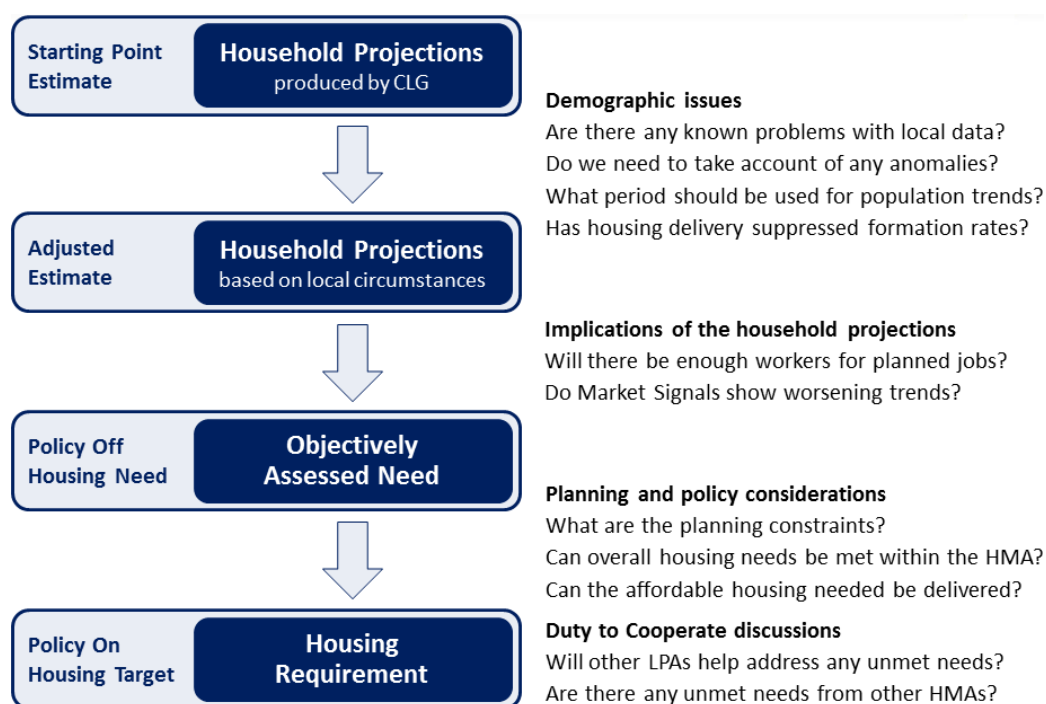 Starting Point
Estimate
Household Projections
produced by CLG
Demographic issues
Are there any known problems with local data?
Do we need to take account of any anomalies?
What period should be used for population trends?
Has housing delivery suppressed formation rates?
Adjusted
Estimate
Household Projections
based on local circumstances
Implications of the household projections
Will there be enough workers for planned jobs?
Do Market Signals show worsening trends?
Policy Off
Housing Need
Objectively
Assessed Need
Planning and policy considerations
What are the planning constraints?
Can overall housing needs be met within the HMA?
Can the affordable housing needed be delivered?
Policy On
Housing Target
Housing
Requirement
Duty to Cooperate discussions
Will other LPAs help address any unmet needs?
Are there any unmet needs from other HMAs?